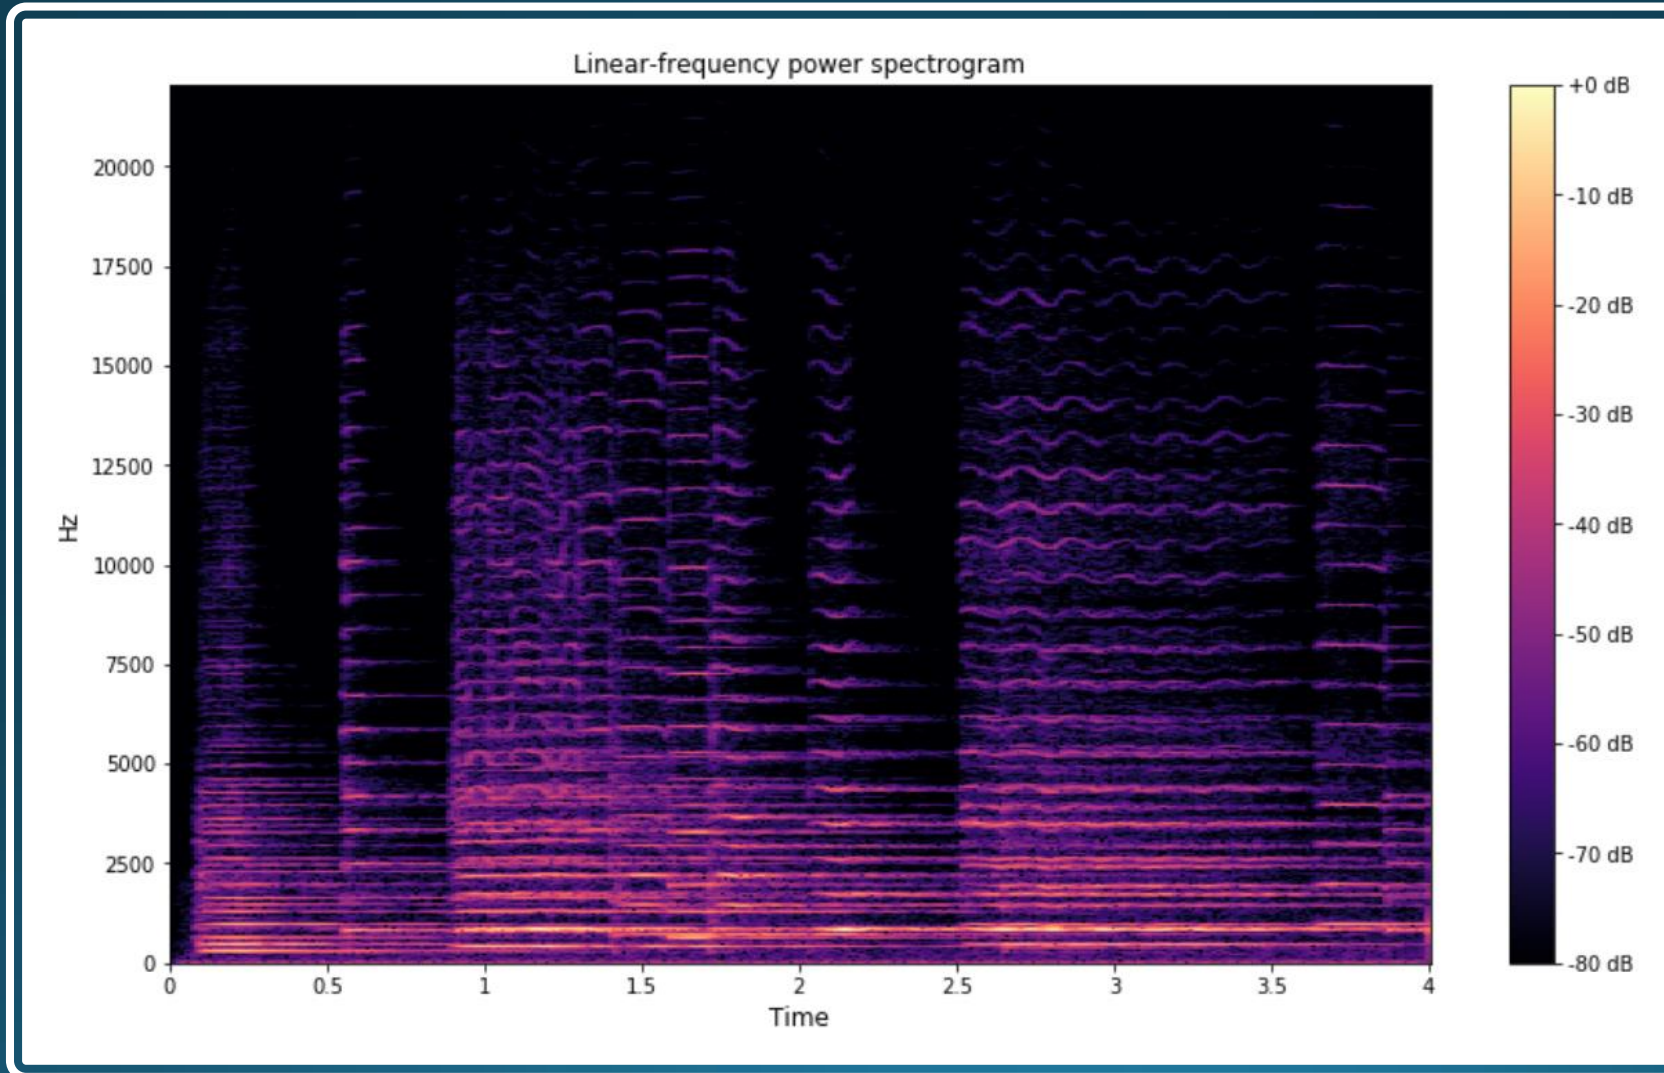 Linear-frequency power spectrogram
Hz
20000
17500
15000
12500
10000
7500
5000
2500
0
0 0.5 1 1.5 2 2.5 3 3.5 4
Time
+0 dB
-10 dB
-20 dB
-30 dB
-40 dB
-50 dB
-60 dB
-70 dB
-80 dB